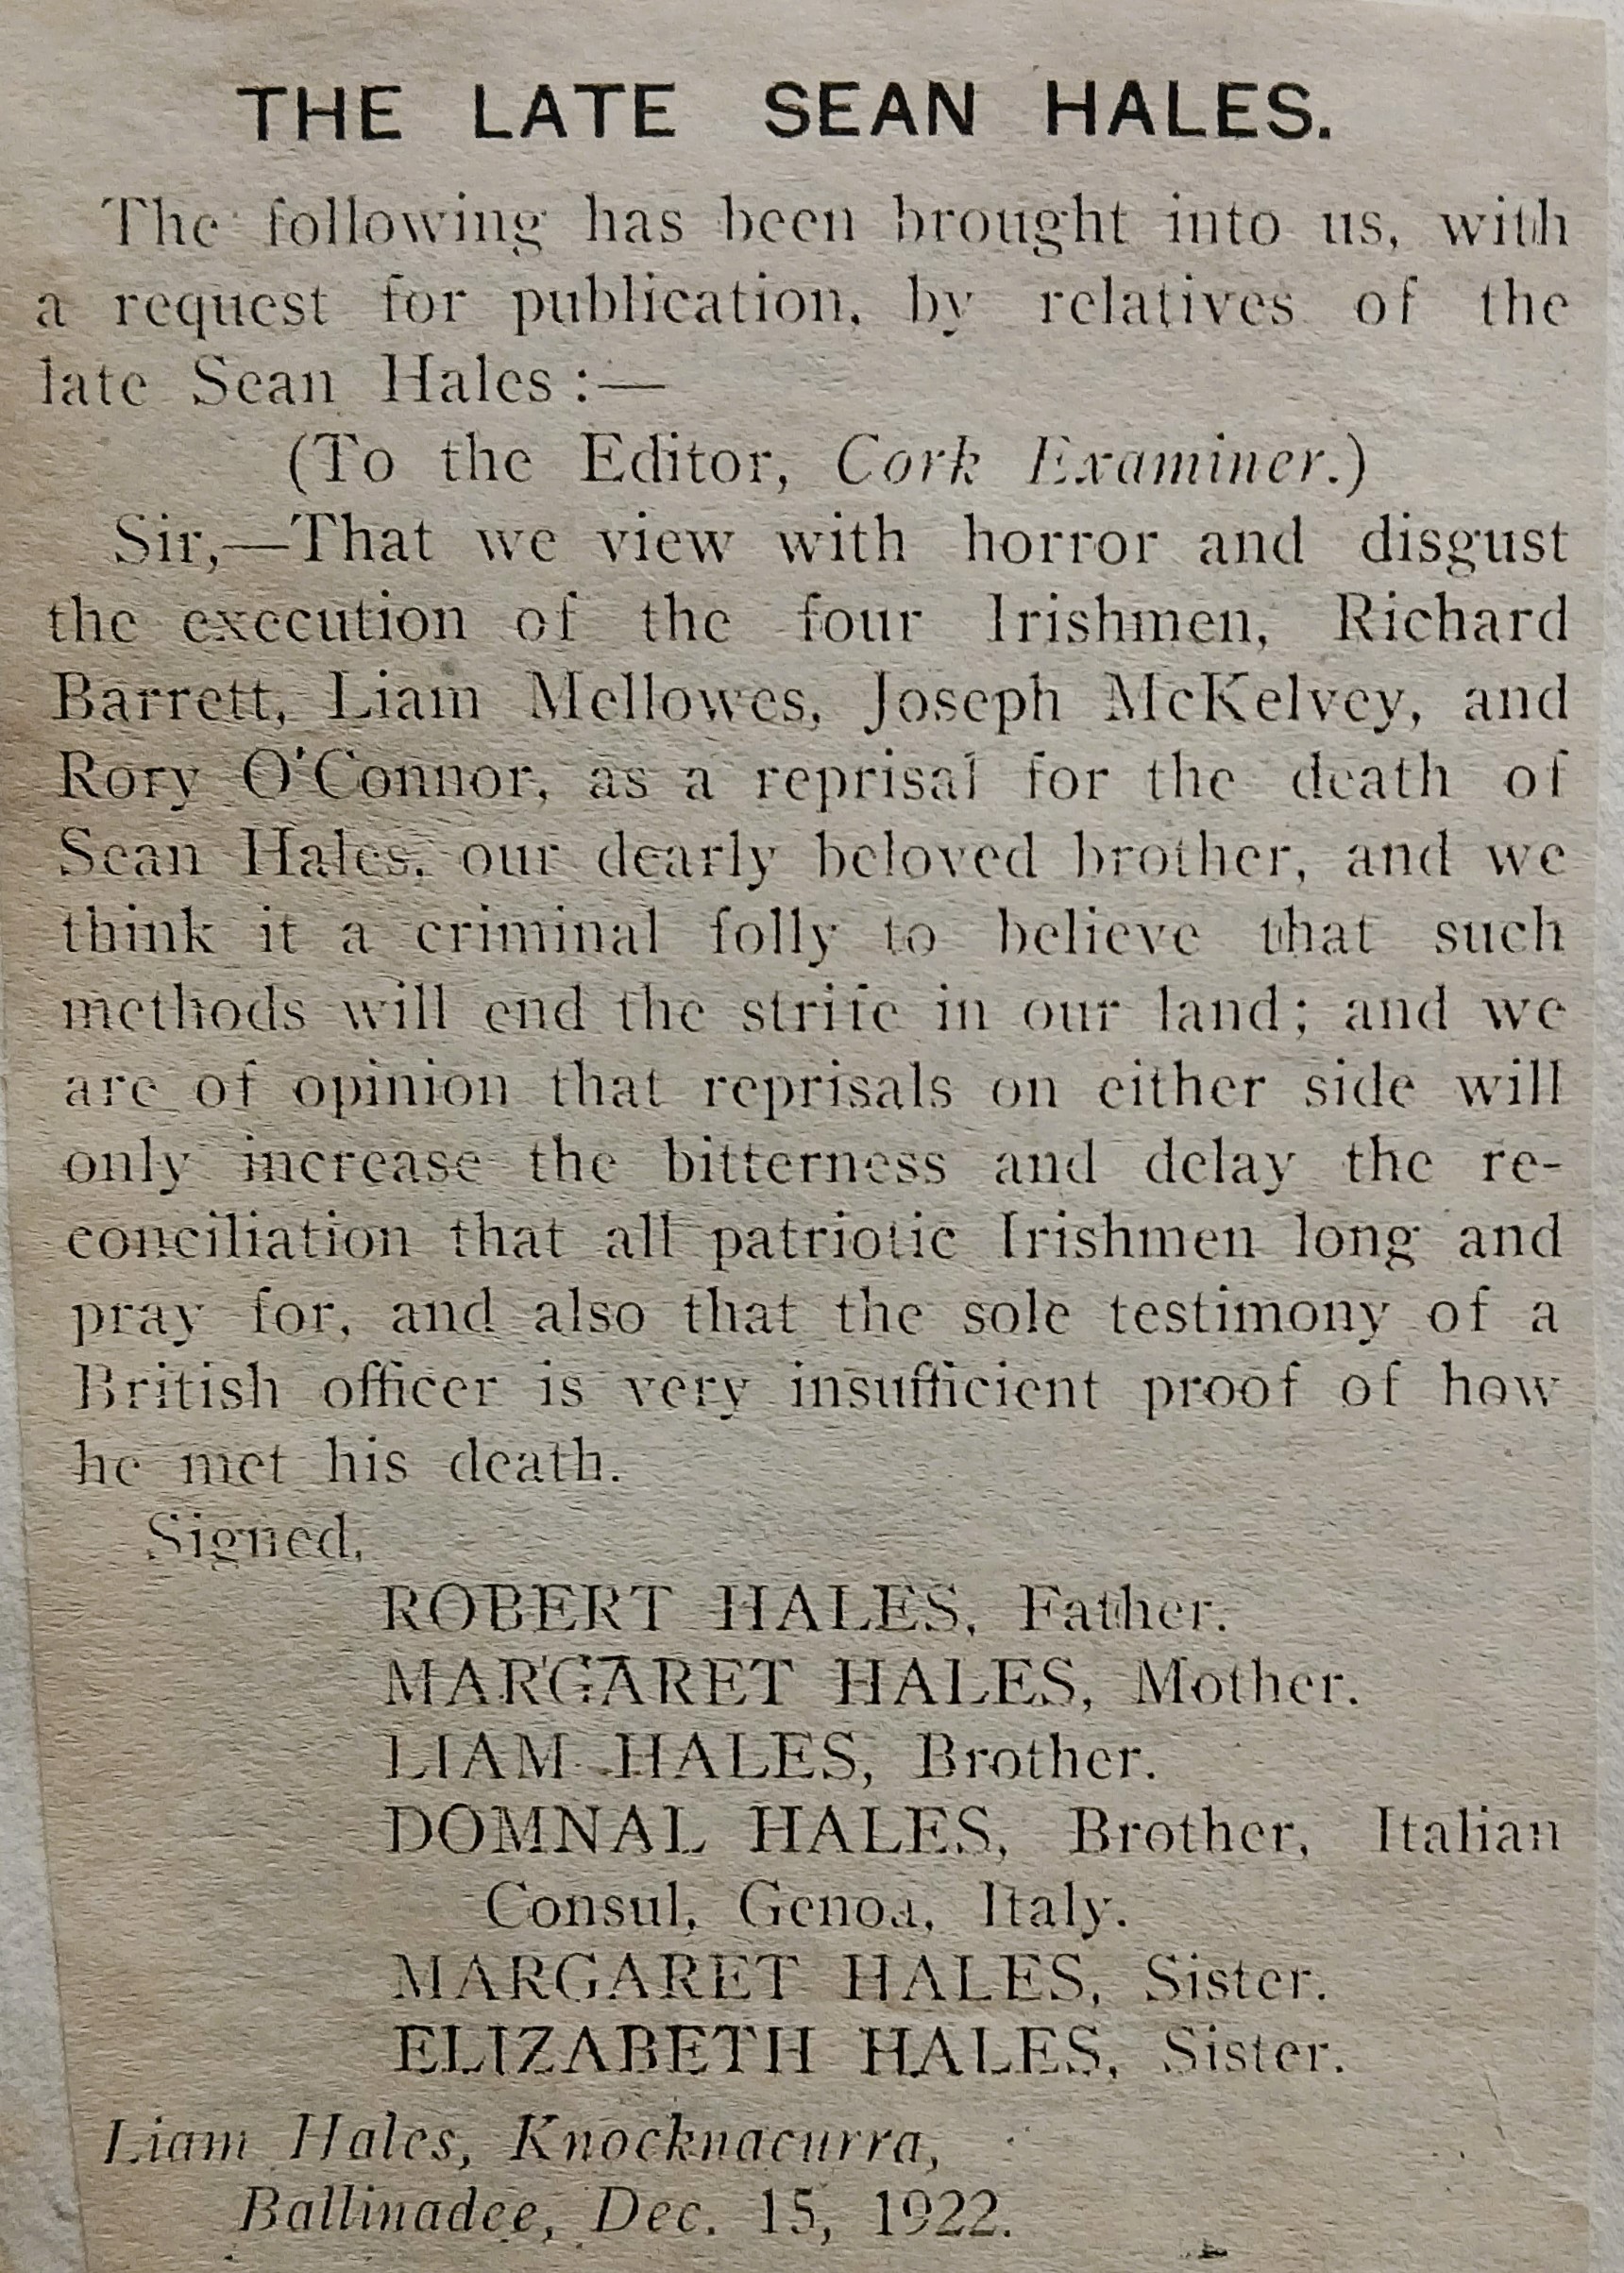 THE LATE SEAN HALES.
The following has been brought into us, with
a request for publication, by relatives of the
late Sean Hales :—
(To the Editor, Cork Examiner.)
Sir,—That we view with horror and disgust
the execution of the four Irishmen, Richard
Barrett, Liam Mellowes, Joseph McKelvey, and
Rory O'Connor, as a reprisal for the death of
Sean Hales, our dearly beloved brother, and we
think it a criminal folly to believe that such
methods will end the strife in our land; and we
are of opinion that reprisals on either side will
only increase the bitterness and delay the re-
conciliation that all patriotic Irishmen long and
pray for, and also that the sole testimony of a
British officer is very insufficient proof of how
he met his death.
Signed,
ROBERT HALES, Father.
MARGARET HALES, Mother.
LIAM HALES, Brother.
DOMNAL HALES, Brother, Italian
Consul, Genoa, Italy.
MARGARET HALES, Sister.
ELIZABETH HALES, Sister.
Liam Hales, Knocknacurra,
Ballinadee, Dec. 15, 1922.